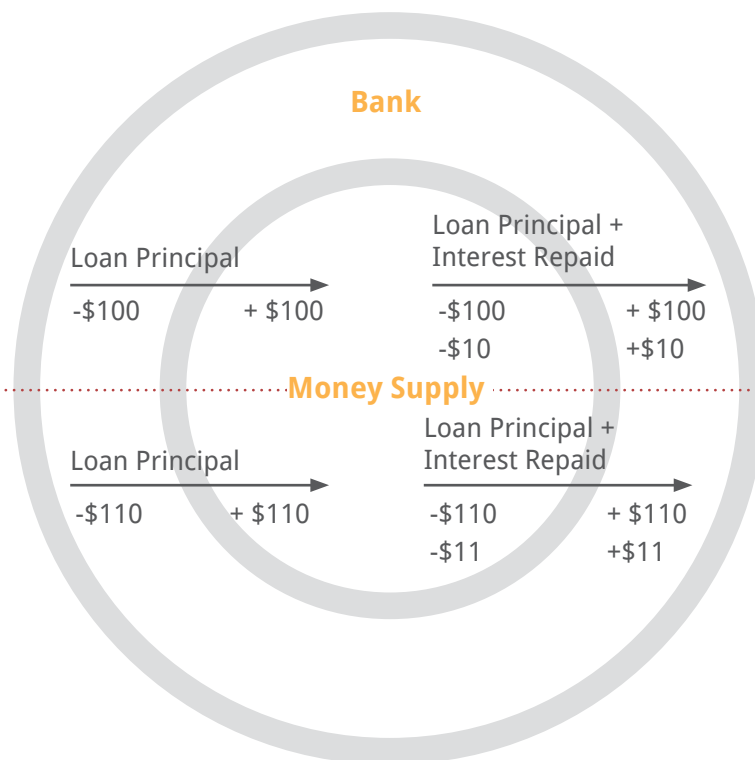 Bank
Loan Principal
-$100 + $100
Loan Principal +
Interest Repaid
-$100 + $100
-$10 +$10
Money Supply
Loan Principal
-$110 + $110
Loan Principal +
Interest Repaid
-$110 + $110
-$11 +$11